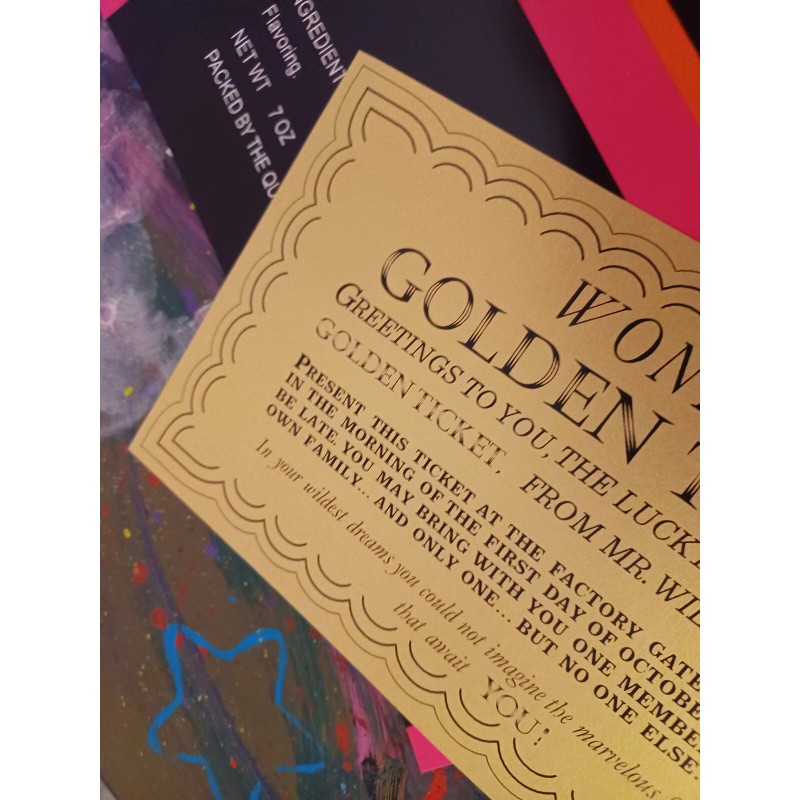 INGREDIENT
Flavoring.
NET WT 7 OZ
PACKED BY THE QU
WON
GOLDEN T
GREETINGS TO YOU, THE LUCK
GOLDEN TICKET, FROM MR. WIL
PRESENT THIS TICKET AT THE FACTORY GATE
IN THE MORNING OF THE FIRST DAY OF OCTOBE
BE LATE. YOU MAY BRING WITH YOU ONE MEMBE
OWN FAMILY... AND ONLY ONE... BUT NO ONE ELSE.
In your wildest dreams you could not imagine the marvelous
that await YOU!